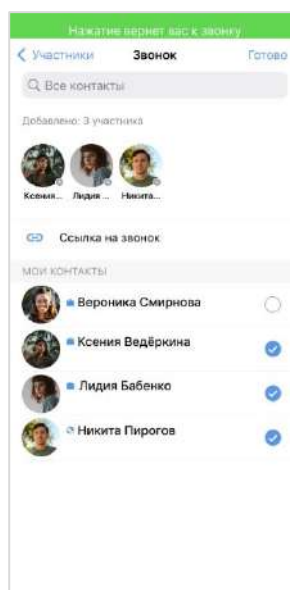 Нажатие вернет вас к звонку
Участники Звонок Готово
Все контакты
Добавлено: 3 участника
Ксения... Лидия ... Никита...
Ссылка на звонок
МОИ КОНТАКТЫ
Вероника Смирнова
Ксения Ведёркина
Лидия Бабенко
Никита Пирогов